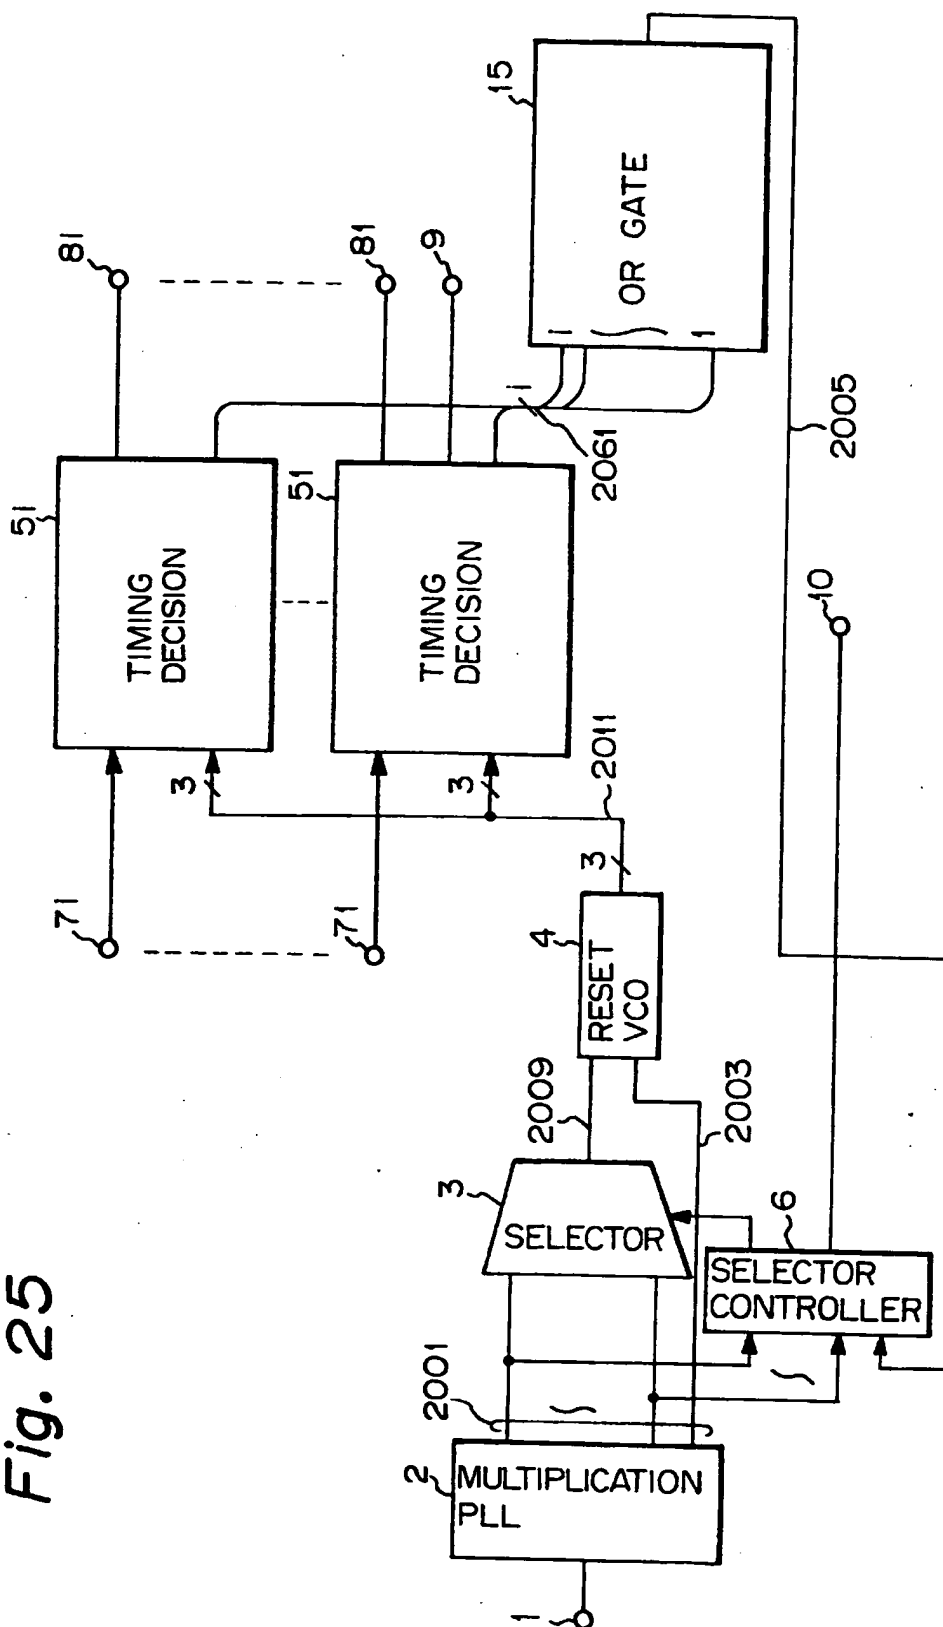 Fig. 25
1
2
MULTIPLICATION
PLL
2001
3
SELECTOR
2009
2003
6
SELECTOR
CONTROLLER
10
4
RESET
VCO
3
2011
71
71
3
3
51
TIMING
DECISION
51
TIMING
DECISION
81
81
9
i
2061
15
i
1
OR GATE
2005